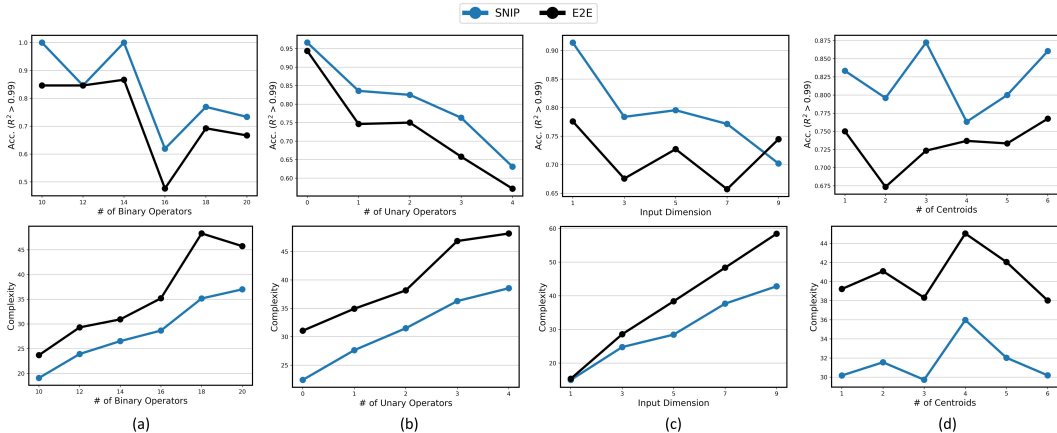 SNIP E2E
Acc. (R² > 0.99)
1.0
0.9
0.8
0.7
0.6
0.5
10 12 14 16 18 20
# of Binary Operators
Acc. (R² > 0.99)
0.95
0.90
0.85
0.80
0.75
0.70
0.65
0.60
0 1 2 3 4
# of Unary Operators
Acc. (R² > 0.99)
0.90
0.85
0.80
0.75
0.70
0.65
1 3 5 7 9
Input Dimension
Acc. (R² > 0.99)
0.875
0.850
0.825
0.800
0.775
0.750
0.725
0.700
0.675
1 2 3 4 5 6
# of Centroids
Complexity
45
40
35
30
25
20
10 12 14 16 18 20
# of Binary Operators
Complexity
45
40
35
30
25
0 1 2 3 4
# of Unary Operators
Complexity
60
50
40
30
20
1 3 5 7 9
Input Dimension
Complexity
44
42
40
38
36
34
32
30
1 2 3 4 5 6
# of Centroids
(a) (b) (c) (d)